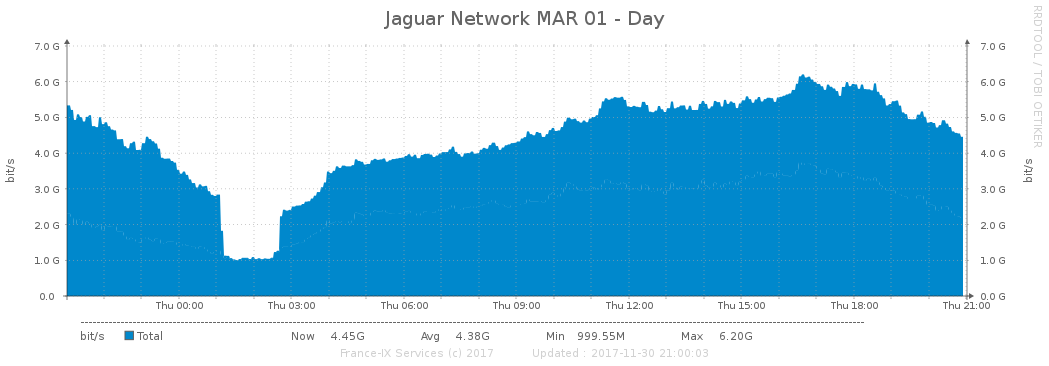 Jaguar Network MAR 01 - Day
RRDTOOL / TOBI OETIKER
bit/s
7.0 G 7.0 G
6.0 G 6.0 G
5.0 G 5.0 G
4.0 G 4.0 G
3.0 G 3.0 G
2.0 G 2.0 G
1.0 G 1.0 G
0.0 0.0 G
bit/s
Thu 00:00 Thu 03:00 Thu 06:00 Thu 09:00 Thu 12:00 Thu 15:00 Thu 18:00 Thu 21:00
bit/s Total Now 4.45G Avg 4.38G Min 999.55M Max 6.20G
France-IX Services (c) 2017 Updated : 2017-11-30 21:00:03